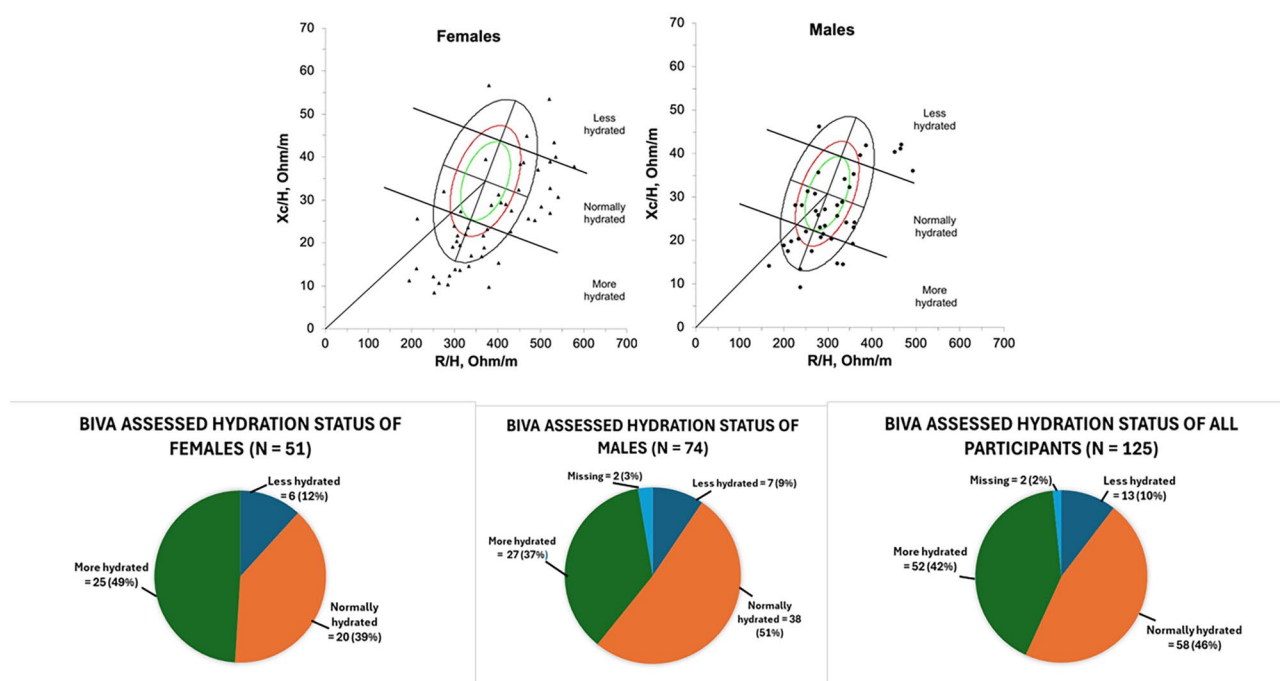 Females
Xc/H, Ohm/m
70
60
50
40
30
20
10
0
0 100 200 300 400 500 600 700
R/H, Ohm/m
Less
hydrated
Normally
hydrated
More
hydrated
Males
Xc/H, Ohm/m
70
60
50
40
30
20
10
0
0 100 200 300 400 500 600 700
R/H, Ohm/m
Less
hydrated
Normally
hydrated
More
hydrated
BIVA ASSESSED HYDRATION STATUS OF
FEMALES (N = 51)
Less hydrated
= 6 (12%)
More hydrated
= 25 (49%)
Normally
hydrated
= 20 (39%)
BIVA ASSESSED HYDRATION STATUS OF
MALES (N = 74)
Missing = 2 (3%)
Less hydrated = 7 (9%)
More hydrated
= 27 (37%)
Normally
hydrated = 38
(51%)
BIVA ASSESSED HYDRATION STATUS OF ALL
PARTICIPANTS (N = 125)
Missing = 2 (2%)
Less hydrated
= 13 (10%)
More hydrated
= 52 (42%)
Normally hydrated
= 58 (46%)